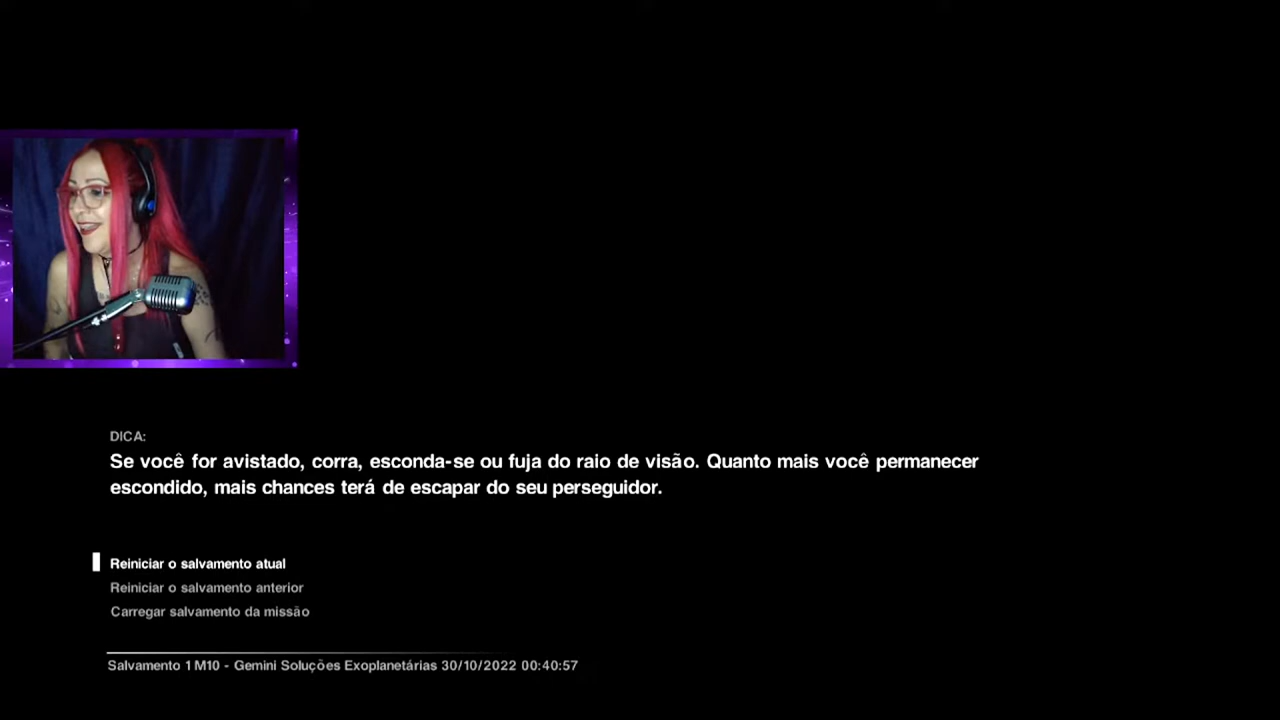 DICA:
Se você for avistado, corra, esconda-se ou fuja do raio de visão. Quanto mais você permanecer
escondido, mais chances terá de escapar do seu perseguidor.
Reiniciar o salvamento atual
Reiniciar o salvamento anterior
Carregar salvamento da missão
Salvamento 1 M10 - Gemini Soluções Exoplanetárias 30/10/2022 00:40:57